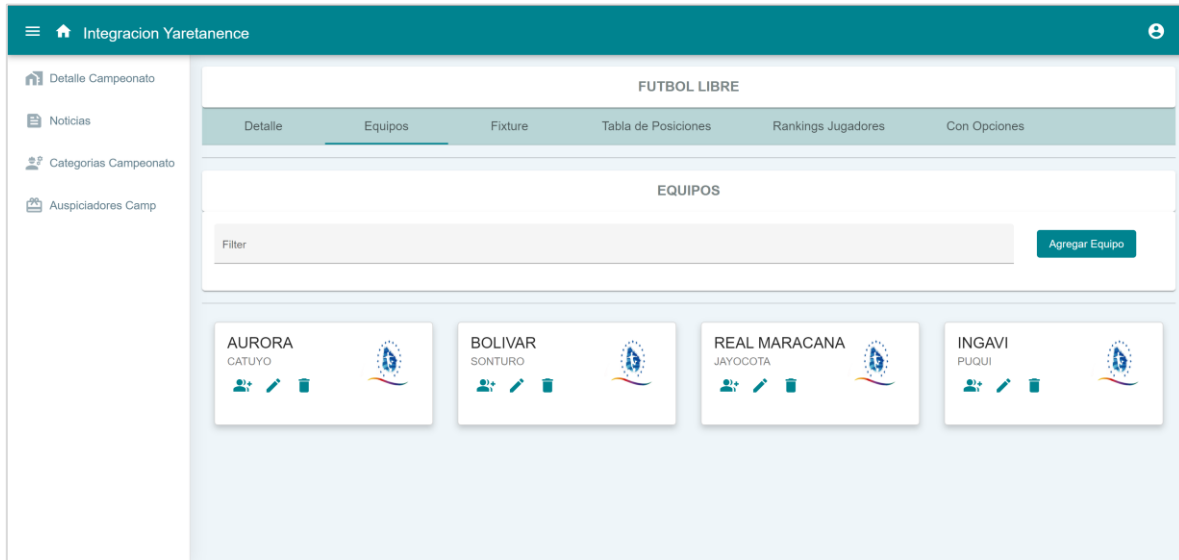 Integracion Yaretanence
Detalle Campeonato
Noticias
Categorias Campeonato
Auspiciadores Camp
FUTBOL LIBRE
Detalle Equipos Fixture Tabla de Posiciones Rankings Jugadores Con Opciones
EQUIPOS
Filter
Agregar Equipo
AURORA
CATUYO
BOLIVAR
SONTURO
REAL MARACANA
JAYOCOTA
INGAVI
PUQUI